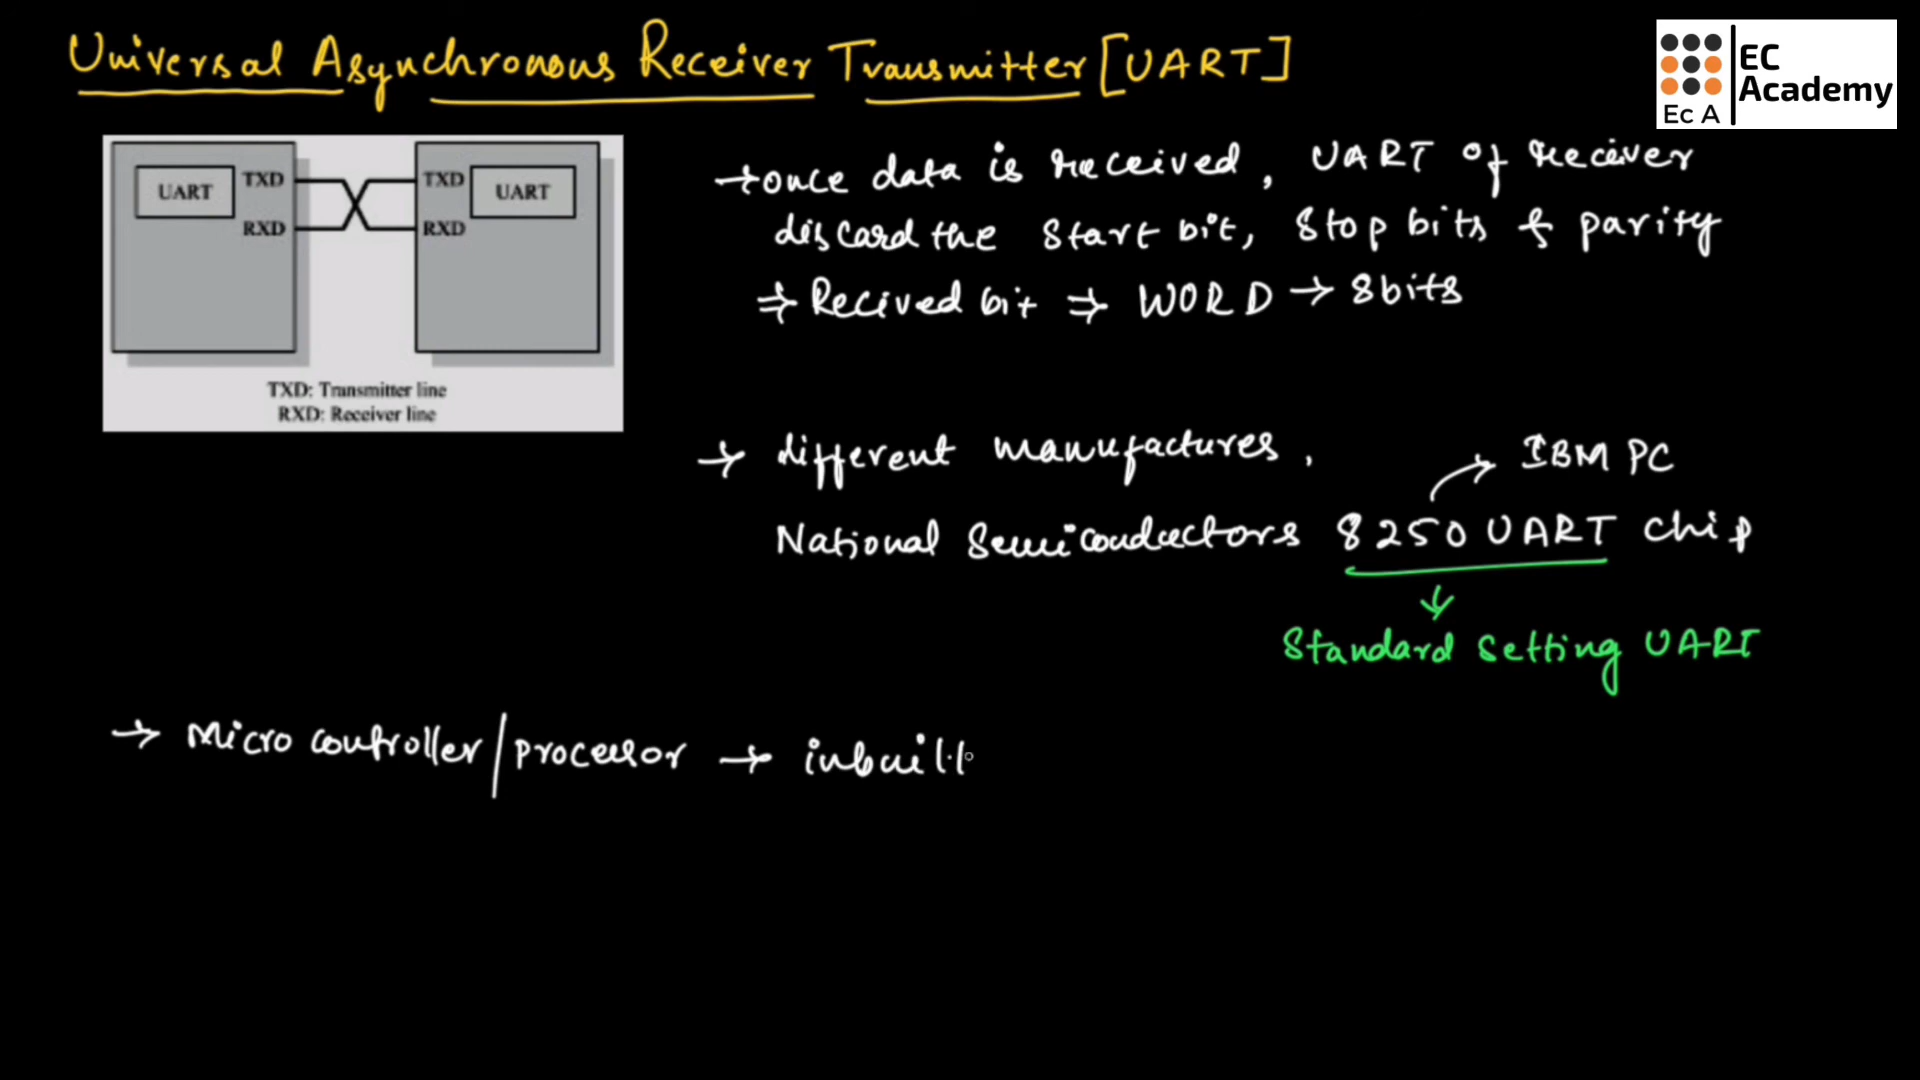 Universal Asynchronous Receiver Transmitter [UART]
EC
Academy
Ec A
UART TXD TXD UART
RXD RXD
TXD: Transmitter line
RXD: Receiver line
→ once data is received, UART of receiver
discard the start bit, stop bits & parity
⇒ Recived bit ⇒ WORD → 8bits
→ different manufactures,
IBM PC
National Semiconductors 8250 UART chip
Standard Setting UART
→ Micro controller/processor → inbuilt